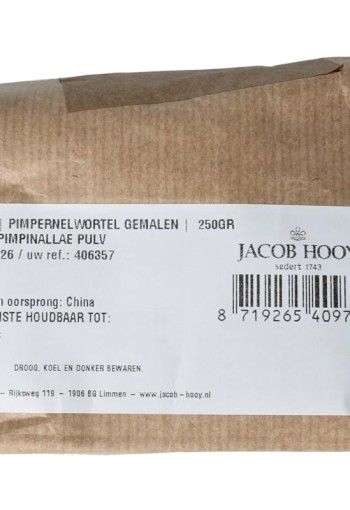 PIMPERNELWORTEL GEMALEN | 250GR
PIMPINALLAE PULV
26 / uw ref.: 406357
oorsprong: China
HOUDBAAR TOT:
DROOG, KOEL EN DONKER BEWAREN.
Rijksweg 119 – 1906 BG Limmen – www.jacob-hooy.nl
JACOB HOOY
sedert 1743
8 719265 4097